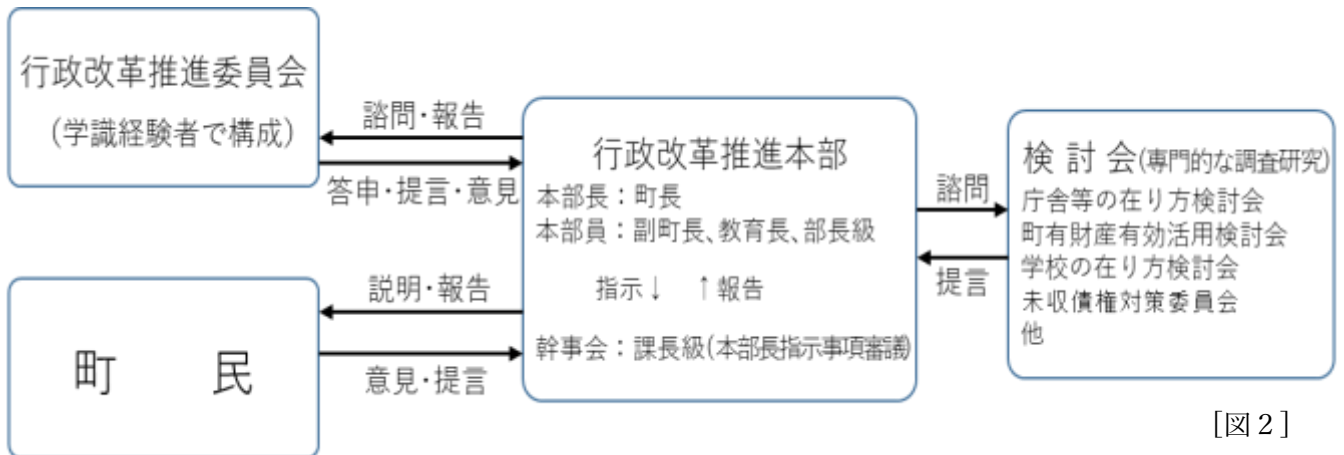 行政改革推進委員会
(学識経験者で構成)
諮問・報告
答申・提言・意見
町 民
説明・報告
意見・提言
行政改革推進本部
本部長：町長
本部員：副町長、教育長、部長級
指示↓ ↑報告
幹事会：課長級(本部長指示事項審議)
諮問
提言
検討会(専門的な調査研究)
庁舎等の在り方検討会
町有財産有効活用検討会
学校の在り方検討会
未収債権対策委員会
他
[図２]